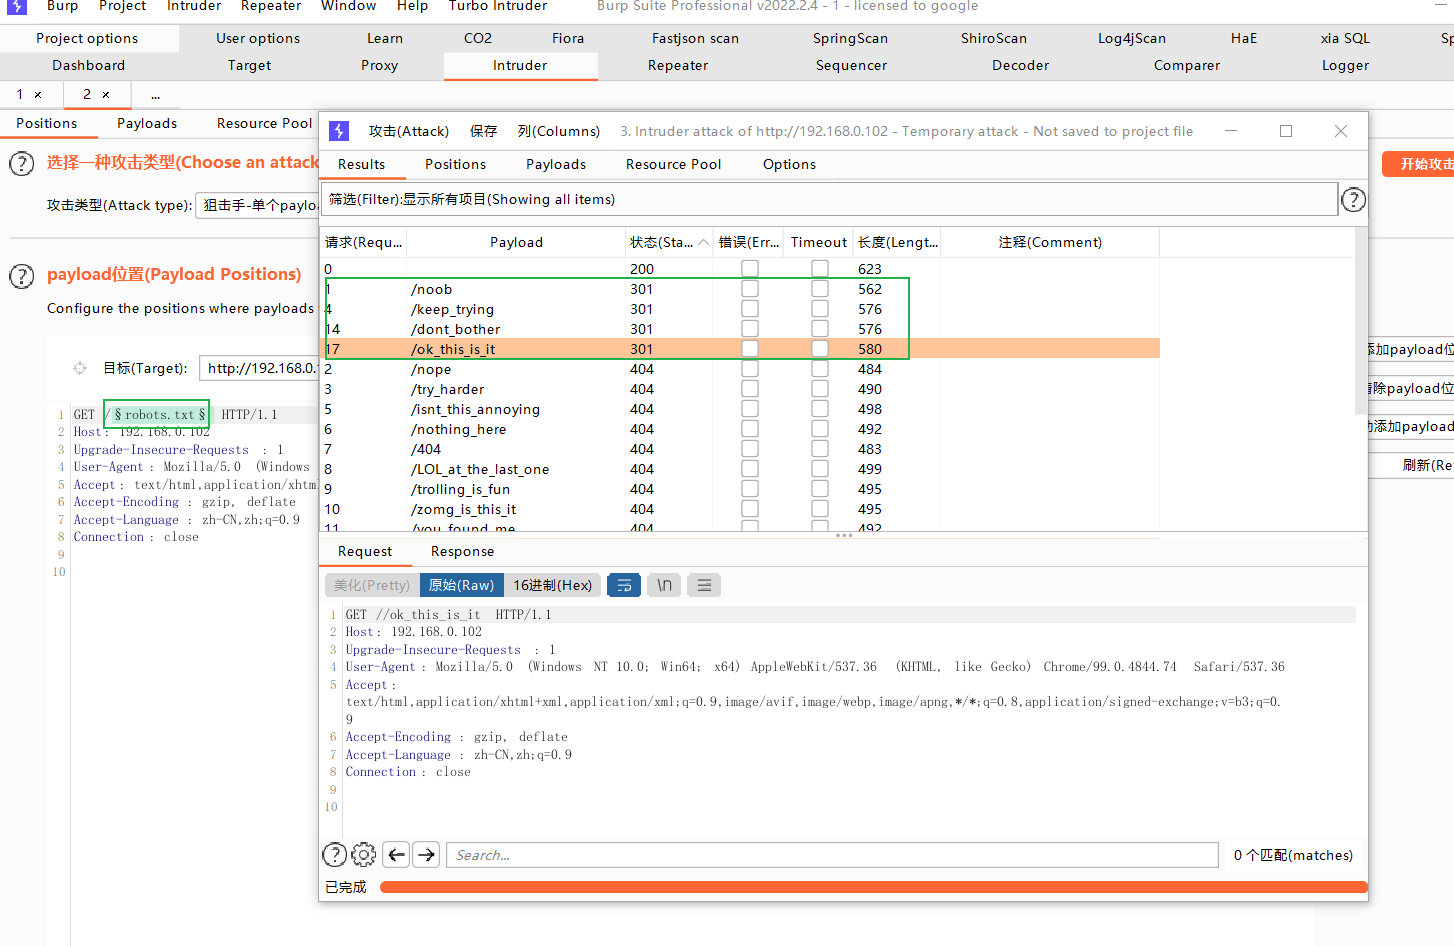 Burp Project Intruder Repeater Window Help Turbo Intruder Burp Suite Professional v2022.2.4 - 1 - licensed to google
Project options User options Learn CO2 Fiora Fastjson scan SpringScan ShiroScan Log4jScan HaE xia SQL Sp
Dashboard Target Proxy Intruder Repeater Sequencer Decoder Comparer Logger
1 × 2 × ...
Positions Payloads Resource Pool
选择一种攻击类型(Choose an attack
开始攻击
攻击类型(Attack type): 狙击手-单个paylo
payload位置(Payload Positions)
Configure the positions where payloads
目标(Target): http://192.168.0.1
添加payload位
清除payload位
动添加payload
刷新(Re
1 GET /§robots.txt§ HTTP/1.1
2 Host: 192.168.0.102
3 Upgrade-Insecure-Requests : 1
4 User-Agent : Mozilla/5.0 (Windows
5 Accept : text/html,application/xhtml
6 Accept-Encoding : gzip, deflate
7 Accept-Language : zh-CN,zh;q=0.9
8 Connection : close
9
10
攻击(Attack) 保存 列(Columns) 3. Intruder attack of http://192.168.0.102 - Temporary attack - Not saved to project file
Results Positions Payloads Resource Pool Options
筛选(Filter):显示所有项目(Showing all items)
请求(Requ... Payload 状态(Sta... 错误(Err... Timeout 长度(Lengt... 注释(Comment)
0 200 623
1 /noob 301 562
4 /keep_trying 301 576
14 /dont_bother 301 576
17 /ok_this_is_it 301 580
2 /nope 404 484
3 /try_harder 404 490
5 /isnt_this_annoying 404 498
6 /nothing_here 404 492
7 /404 404 483
8 /LOL_at_the_last_one 404 499
9 /trolling_is_fun 404 495
10 /zomg_is_this_it 404 495
11 /you_found_me 404 492
Request Response
美化(Pretty) 原始(Raw) 16进制(Hex) \n
1 GET //ok_this_is_it HTTP/1.1
2 Host: 192.168.0.102
3 Upgrade-Insecure-Requests : 1
4 User-Agent : Mozilla/5.0 (Windows NT 10.0; Win64; x64) AppleWebKit/537.36 (KHTML, like Gecko) Chrome/99.0.4844.74 Safari/537.36
5 Accept :
text/html,application/xhtml+xml,application/xml;q=0.9,image/avif,image/webp,image/apng,*/*;q=0.8,application/signed-exchange;v=b3;q=0.
9
6 Accept-Encoding : gzip, deflate
7 Accept-Language : zh-CN,zh;q=0.9
8 Connection : close
9
10
Search... 0 个匹配(matches)
已完成